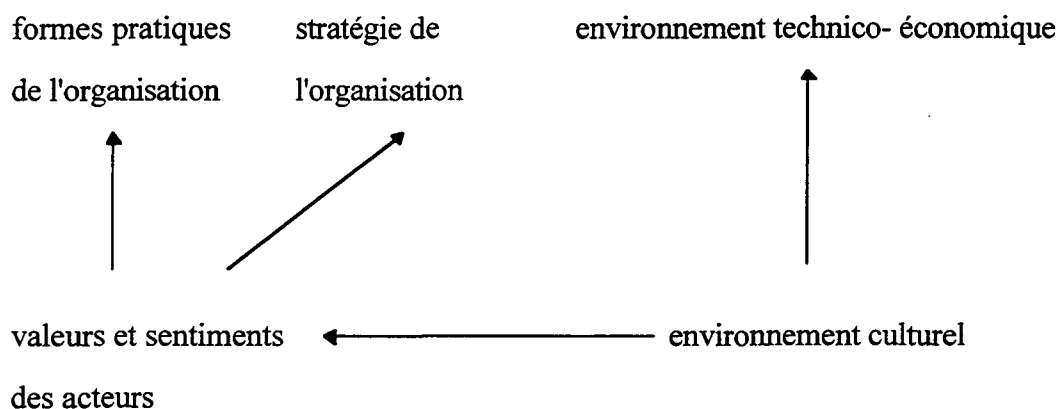 formes pratiques
de l'organisation
stratégie de
l'organisation
environnement technico- économique
valeurs et sentiments
des acteurs
environnement culturel